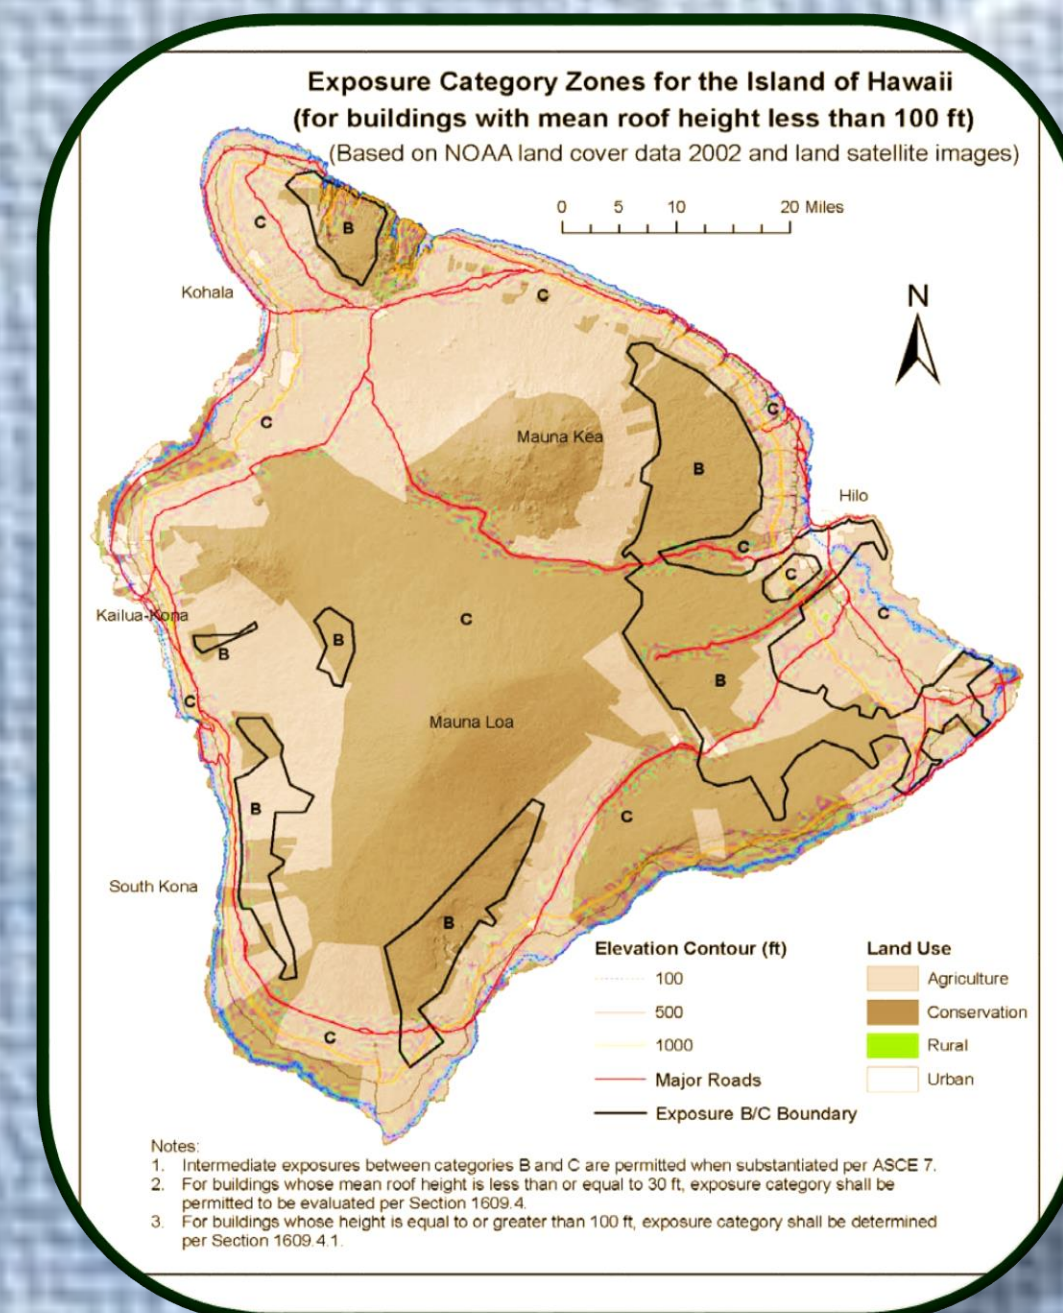 Exposure Category Zones for the Island of Hawaii
(for buildings with mean roof height less than 100 ft)
(Based on NOAA land cover data 2002 and land satellite images)
0 5 10 20 Miles
C
B
Kohala
C
N
C
C
Mauna Kea
B
Hilo
C
C
Kailua-Kona
C
C
B
B
B
C
Mauna Loa
B
C
South Kona
B
C
Elevation Contour (ft)
100
500
1000
Major Roads
Exposure B/C Boundary
Land Use
Agriculture
Conservation
Rural
Urban
Notes:
1. Intermediate exposures between categories B and C are permitted when substantiated per ASCE 7.
2. For buildings whose mean roof height is less than or equal to 30 ft, exposure category shall be
permitted to be evaluated per Section 1609.4.
3. For buildings whose height is equal to or greater than 100 ft, exposure category shall be determined
per Section 1609.4.1.